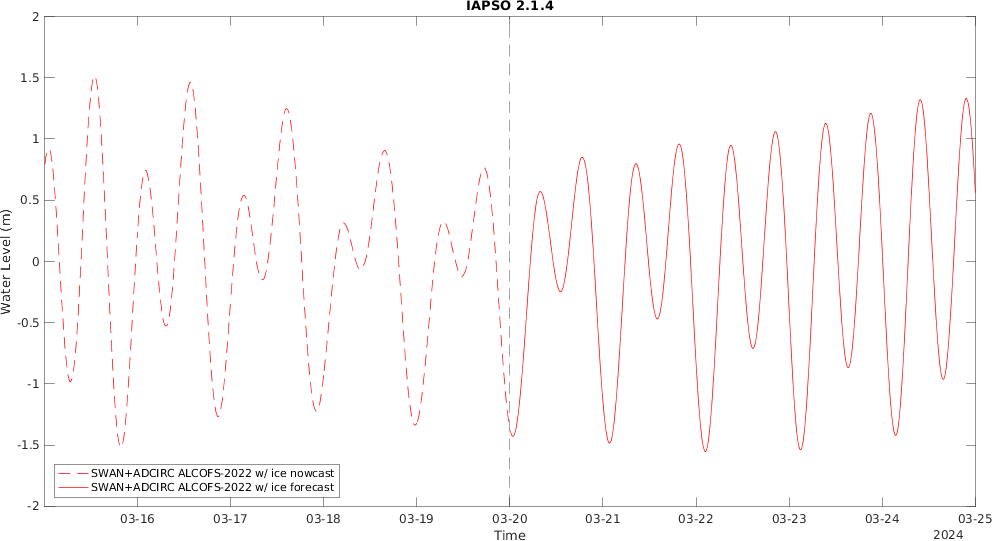 IAPSO 2.1.4
2
1.5
1
0.5
0
-0.5
-1
-1.5
-2
Water Level (m)
SWAN+ADCIRC ALCOFS-2022 w/ ice nowcast
SWAN+ADCIRC ALCOFS-2022 w/ ice forecast
03-16 03-17 03-18 03-19 03-20 03-21 03-22 03-23 03-24 03-25
Time
2024